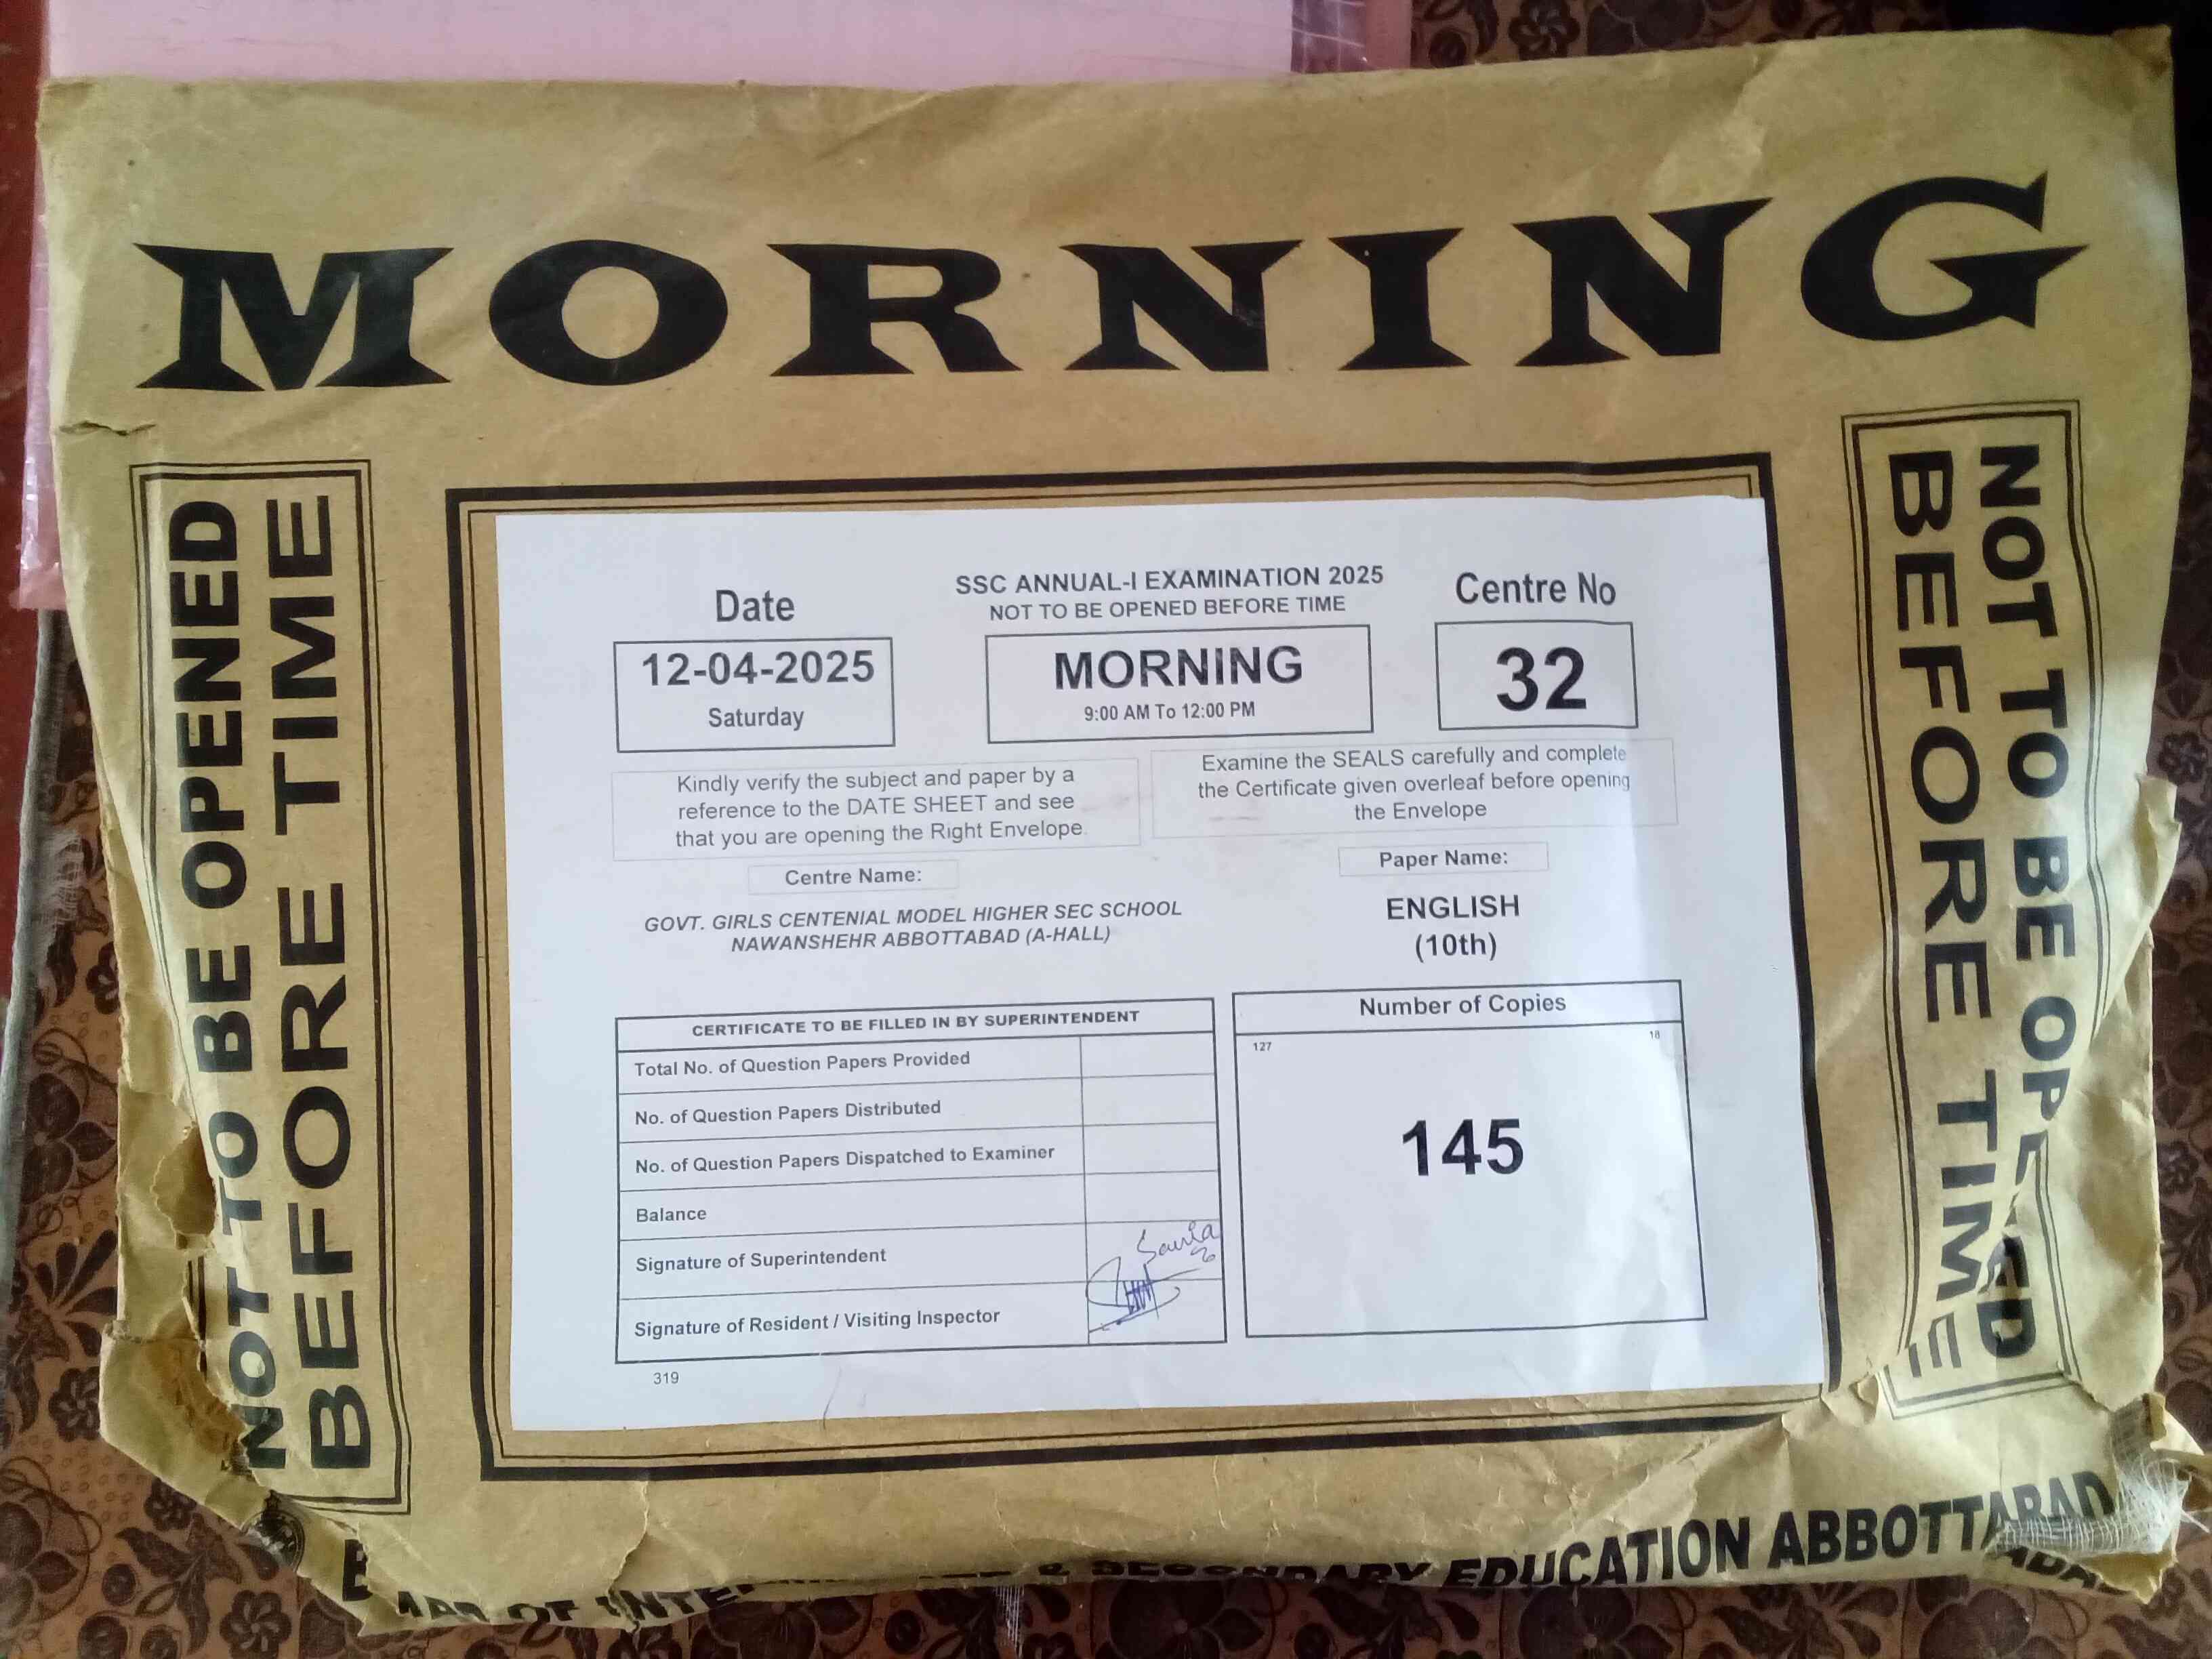 MORNING
NOT TO BE OPENED
BEFORE TIME
SSC ANNUAL-I EXAMINATION 2025
NOT TO BE OPENED BEFORE TIME
Date
12-04-2025
Saturday
MORNING
9:00 AM To 12:00 PM
Centre No
32
Kindly verify the subject and paper by a
reference to the DATE SHEET and see
that you are opening the Right Envelope.
Examine the SEALS carefully and complete
the Certificate given overleaf before opening
the Envelope
Centre Name:
GOVT. GIRLS CENTENIAL MODEL HIGHER SEC SCHOOL
NAWANSHEHR ABBOTTABAD (A-HALL)
Paper Name:
ENGLISH
(10th)
CERTIFICATE TO BE FILLED IN BY SUPERINTENDENT
Total No. of Question Papers Provided
No. of Question Papers Distributed
No. of Question Papers Dispatched to Examiner
Balance
Signature of Superintendent
Signature of Resident / Visiting Inspector
319
Number of Copies
127
18
145
NOT TO BE OPENED
BEFORE TIME
OF & SECONDARY EDUCATION ABBOTTABAD